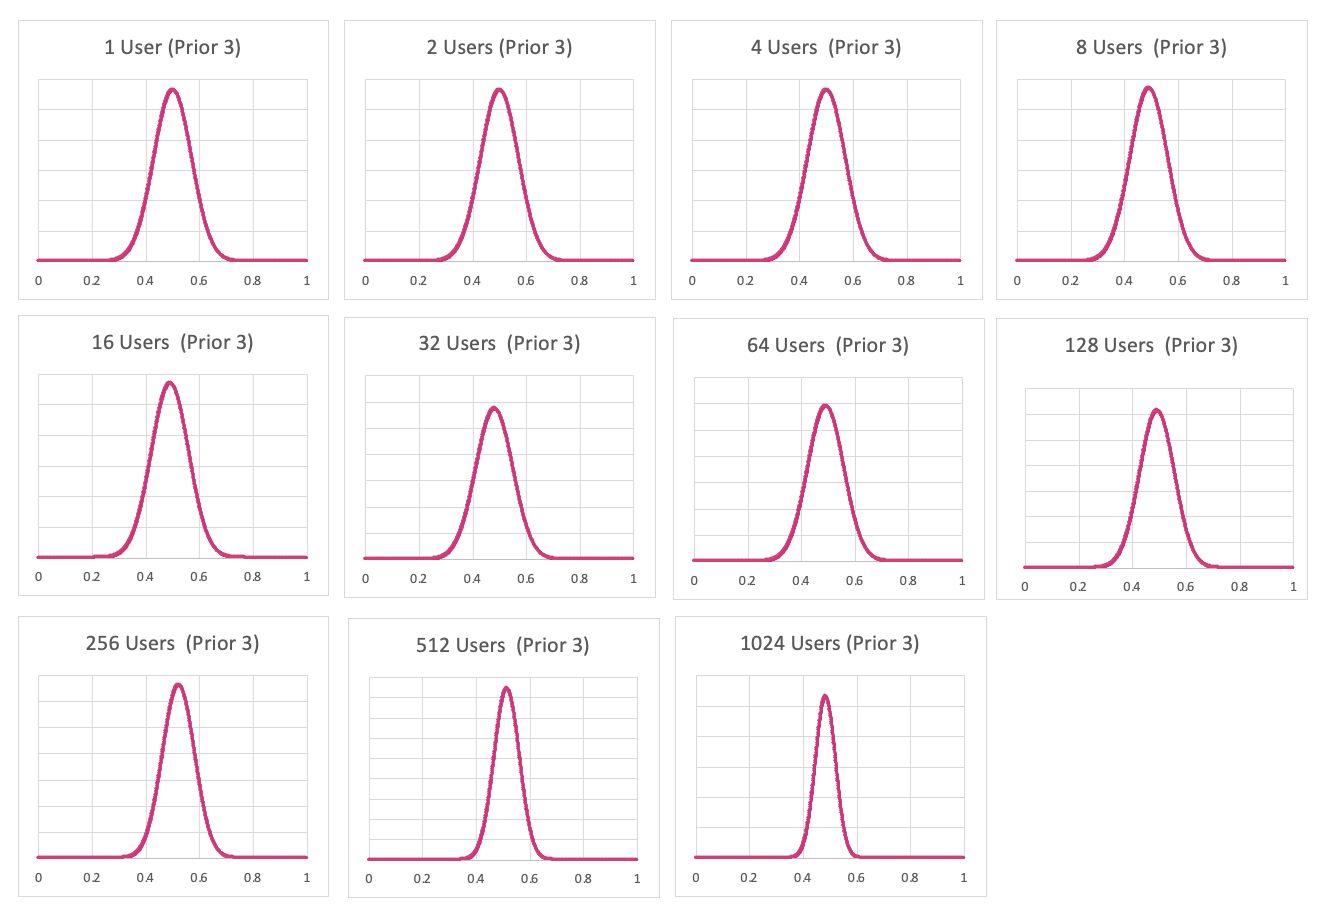 1 User (Prior 3)
0 0.2 0.4 0.6 0.8 1
2 Users (Prior 3)
0 0.2 0.4 0.6 0.8 1
4 Users  (Prior 3)
0 0.2 0.4 0.6 0.8 1
8 Users  (Prior 3)
0 0.2 0.4 0.6 0.8 1
16 Users  (Prior 3)
0 0.2 0.4 0.6 0.8 1
32 Users  (Prior 3)
0 0.2 0.4 0.6 0.8 1
64 Users  (Prior 3)
0 0.2 0.4 0.6 0.8 1
128 Users  (Prior 3)
0 0.2 0.4 0.6 0.8 1
256 Users  (Prior 3)
0 0.2 0.4 0.6 0.8 1
512 Users  (Prior 3)
0 0.2 0.4 0.6 0.8 1
1024 Users (Prior 3)
0 0.2 0.4 0.6 0.8 1